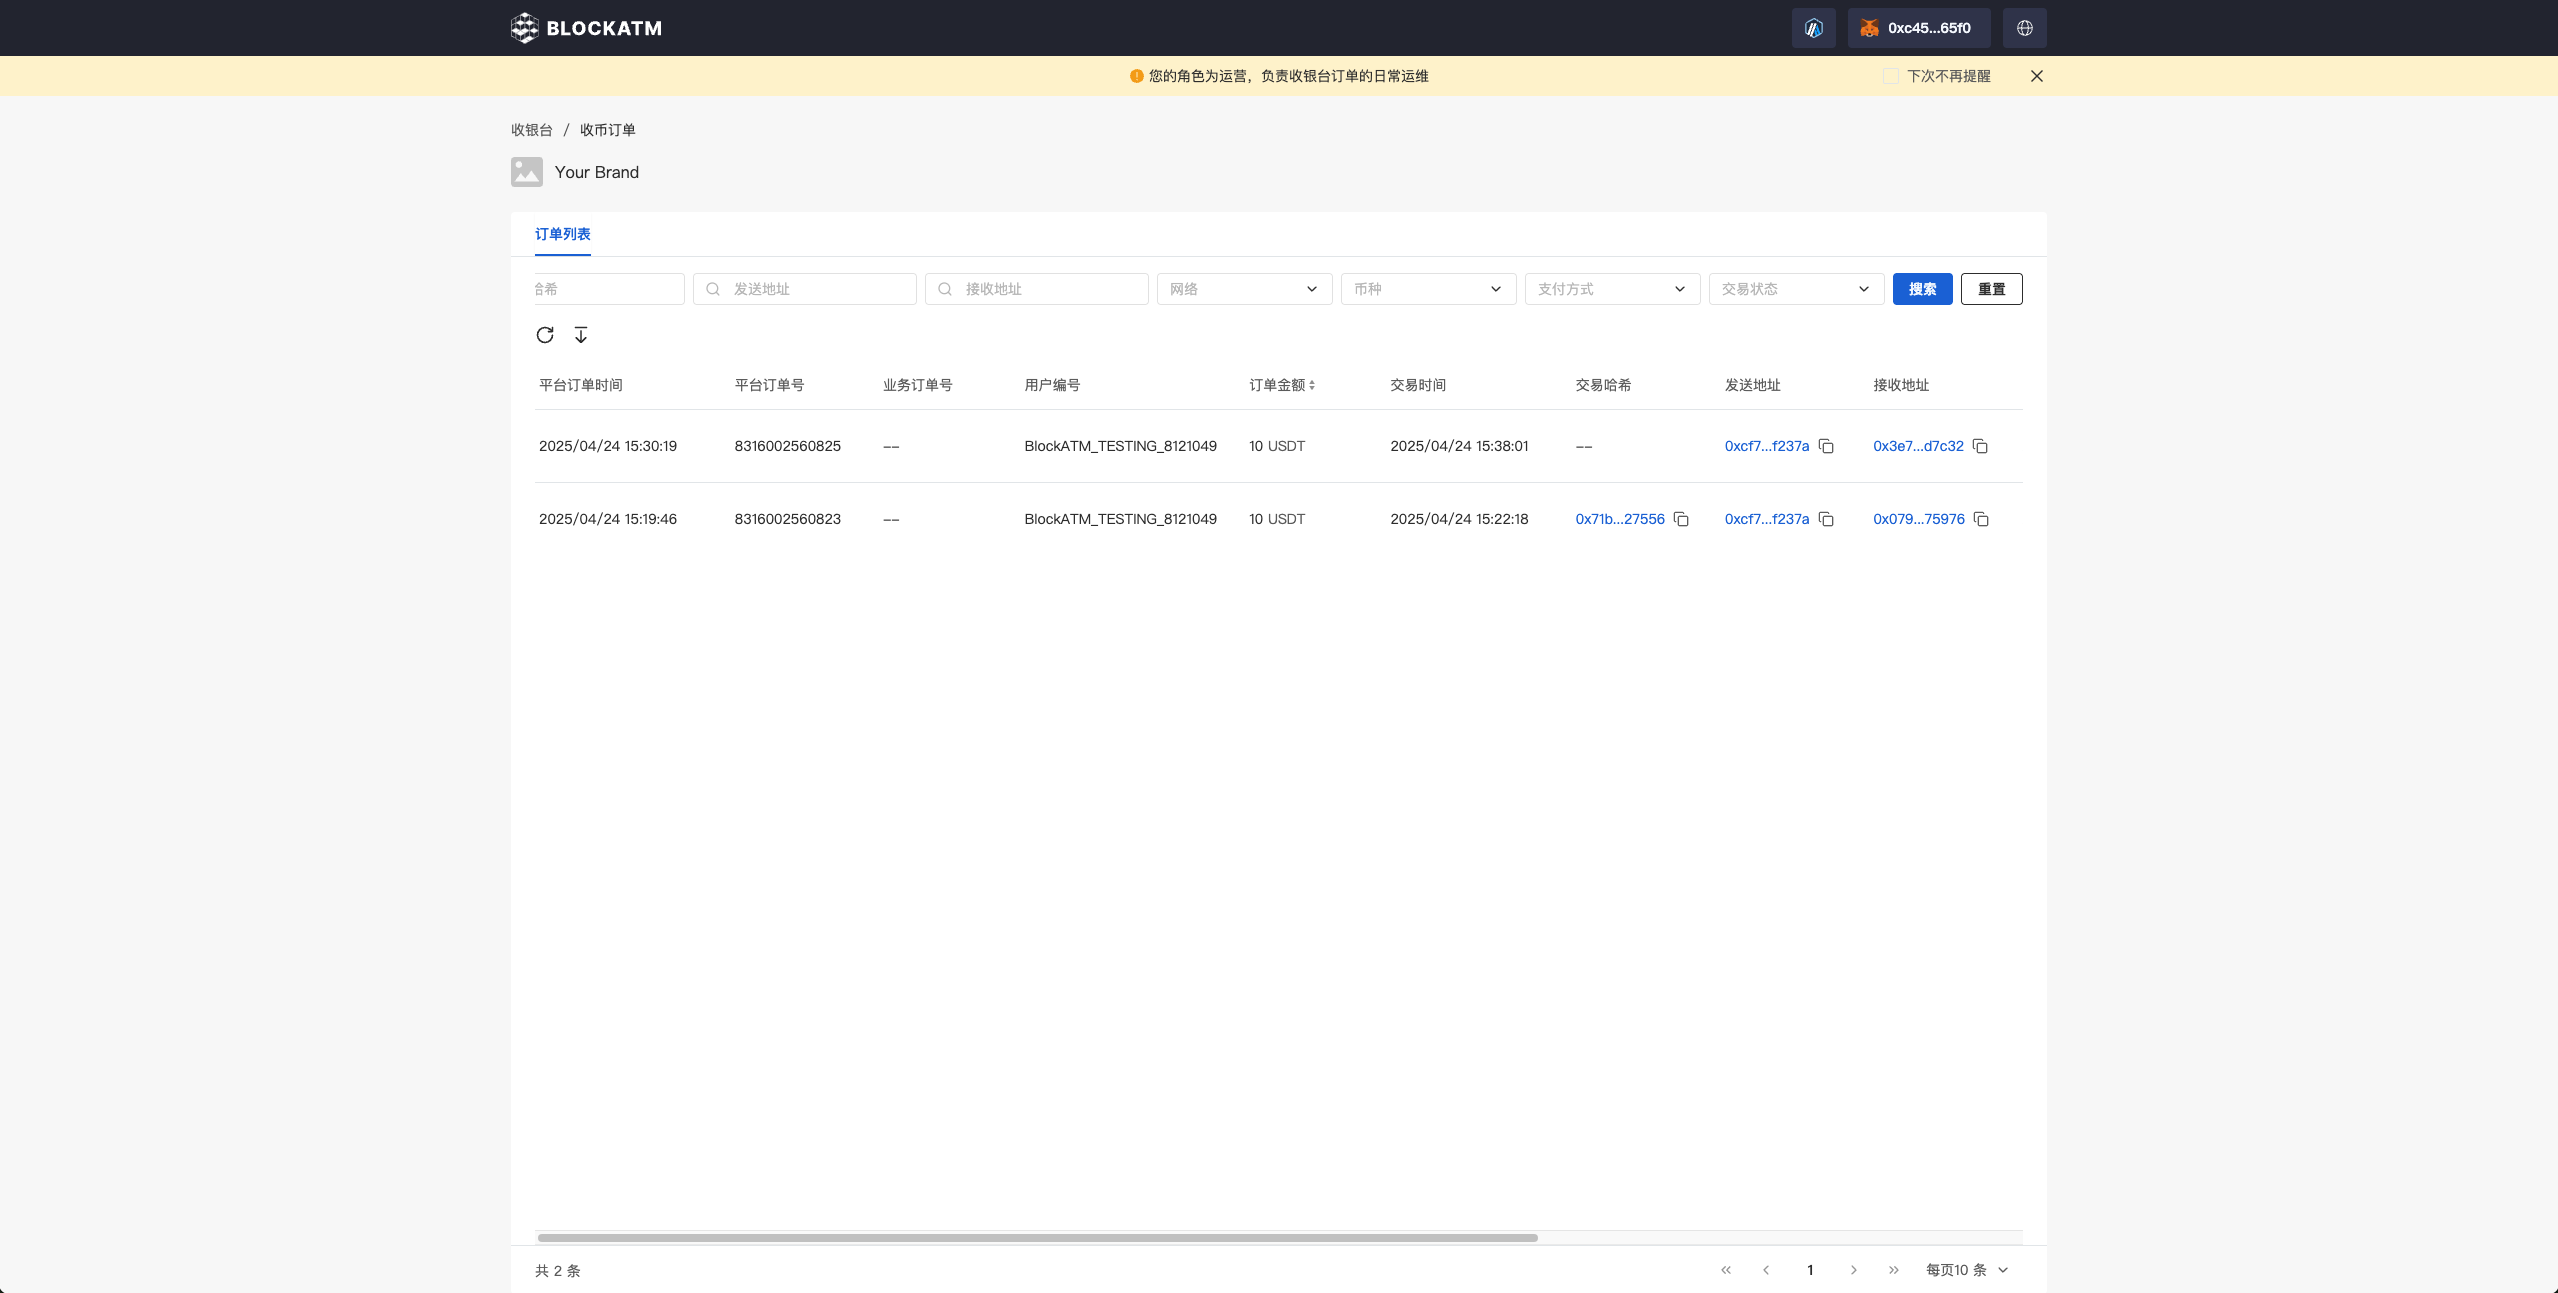 BLOCKATM
0xc45...65f0
您的角色为运营，负责收银台订单的日常运维
下次不再提醒
收银台 / 收币订单
Your Brand
订单列表
哈希 发送地址 接收地址 网络 币种 支付方式 交易状态 搜索 重置
平台订单时间 平台订单号 业务订单号 用户编号 订单金额 交易时间 交易哈希 发送地址 接收地址
2025/04/24 15:30:19 8316002560825 -- BlockATM_TESTING_8121049 10 USDT 2025/04/24 15:38:01 -- 0xcf7...f237a 0x3e7...d7c32
2025/04/24 15:19:46 8316002560823 -- BlockATM_TESTING_8121049 10 USDT 2025/04/24 15:22:18 0x71b...27556 0xcf7...f237a 0x079...75976
共 2 条
1
每页10 条